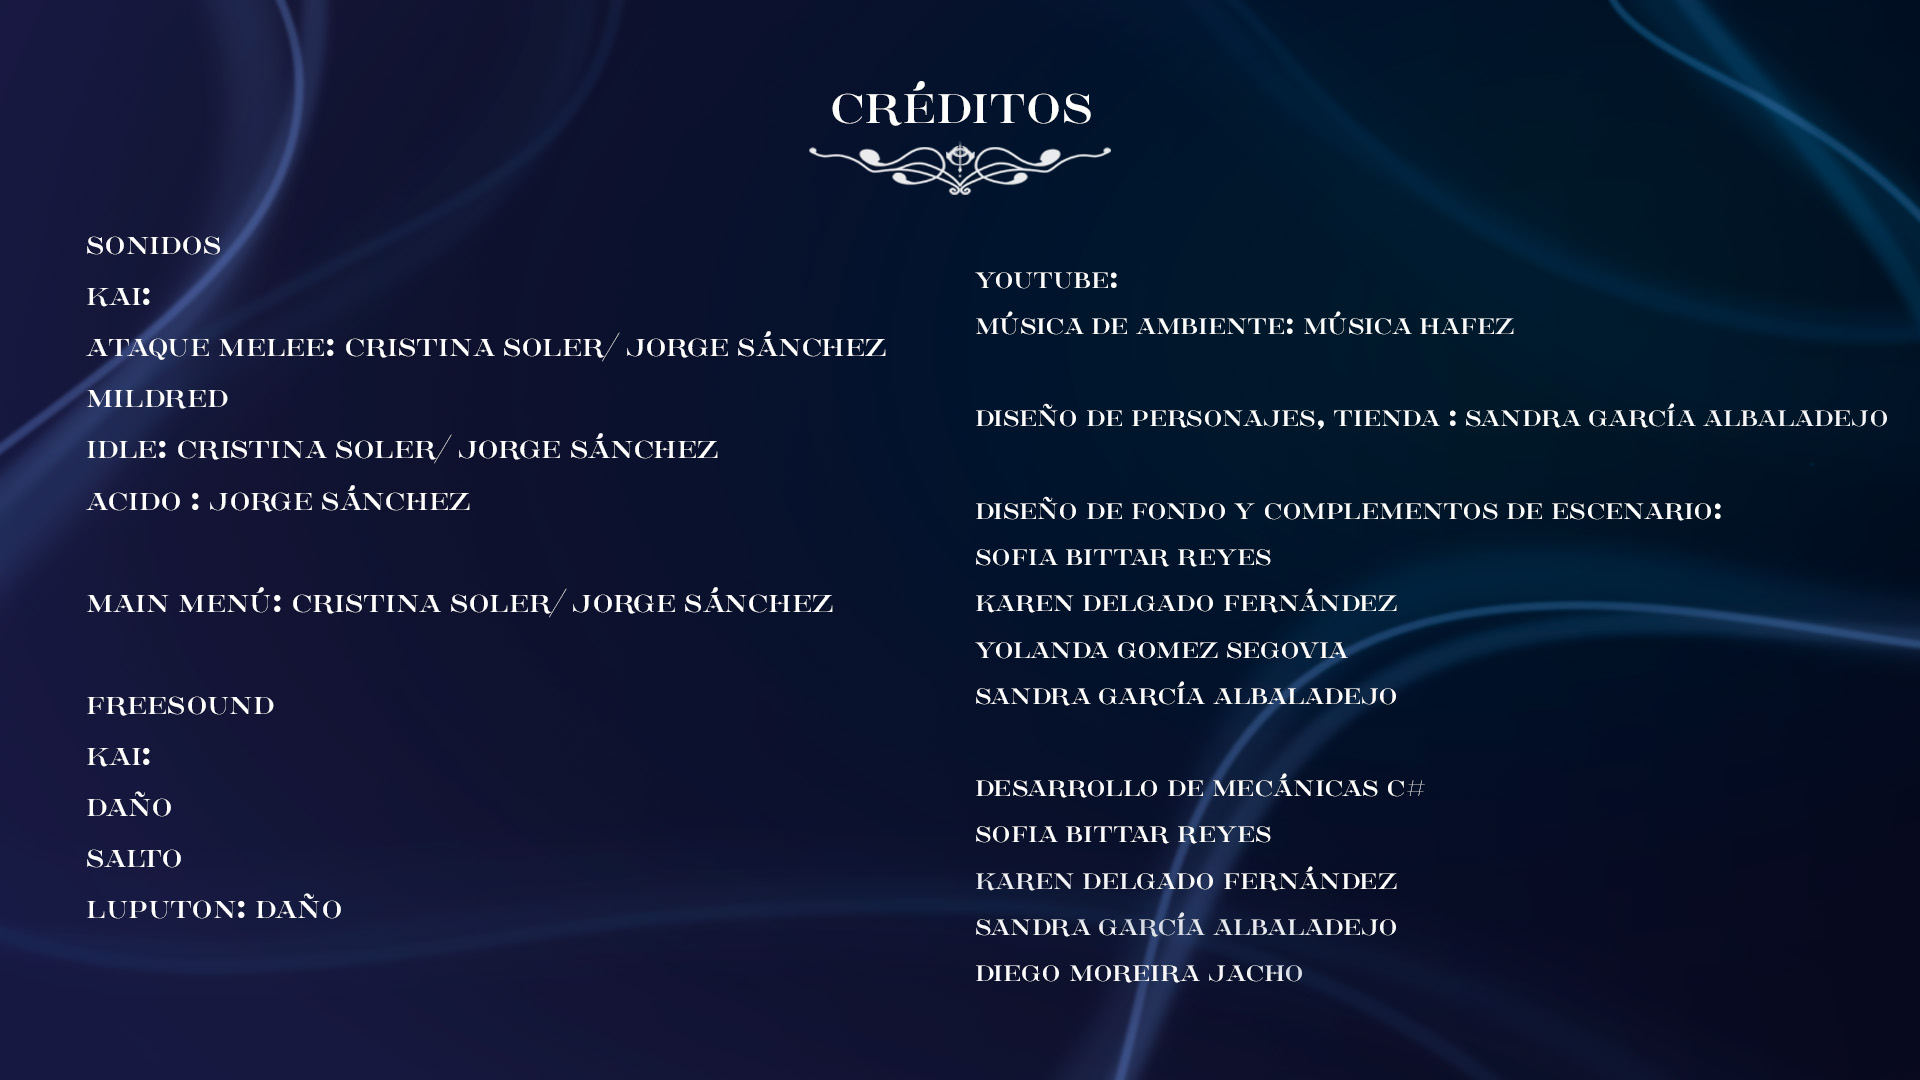 CRÉDITOS
SONIDOS
KAI:
ATAQUE MELEE: CRISTINA SOLER/ JORGE SÁNCHEZ
MILDRED
IDLE: CRISTINA SOLER/ JORGE SÁNCHEZ
ACIDO : JORGE SÁNCHEZ
MAIN MENÚ: CRISTINA SOLER/ JORGE SÁNCHEZ
FREESOUND
KAI:
DAÑO
SALTO
LUPUTON: DAÑO
YOUTUBE:
MÚSICA DE AMBIENTE: MÚSICA HAFEZ
DISEÑO DE PERSONAJES, TIENDA : SANDRA GARCÍA ALBALADEJO
DISEÑO DE FONDO Y COMPLEMENTOS DE ESCENARIO:
SOFIA BITTAR REYES
KAREN DELGADO FERNÁNDEZ
YOLANDA GOMEZ SEGOVIA
SANDRA GARCÍA ALBALADEJO
DESARROLLO DE MECÁNICAS C#
SOFIA BITTAR REYES
KAREN DELGADO FERNÁNDEZ
SANDRA GARCÍA ALBALADEJO
DIEGO MOREIRA JACHO